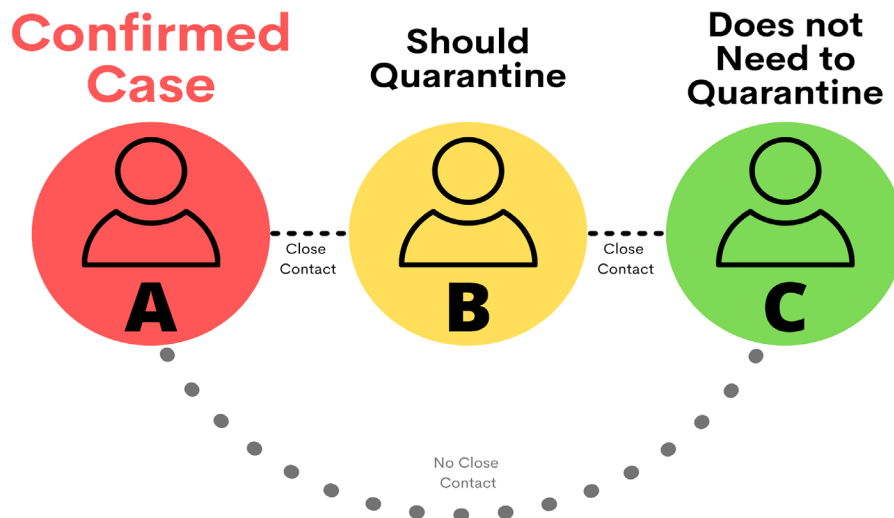 Confirmed
Case
Should
Quarantine
Does not
Need to
Quarantine
Close
Contact
Close
Contact
A
B
C
No Close
Contact